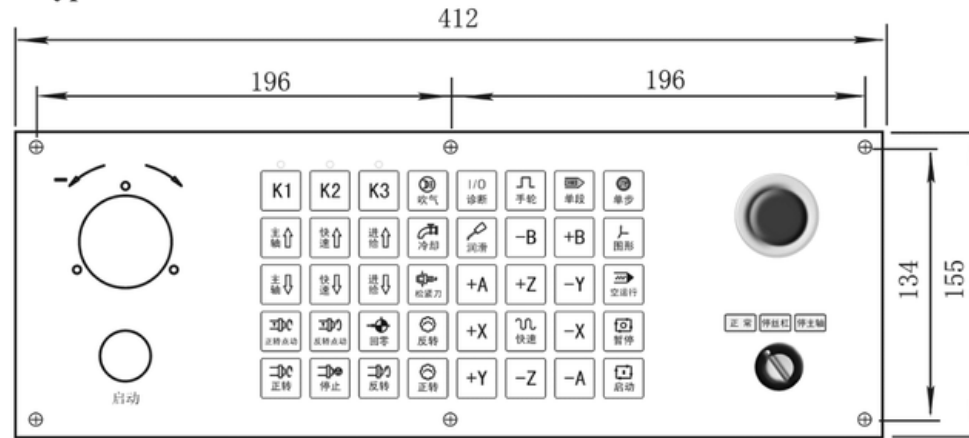 412
196 196
−
K1 K2 K3 吹气 I/O 诊断 手轮 单段 单步
主轴 快速 进给 冷却 润滑 -B +B 图形
主轴 快速 进给 松紧刀 +A +Z -Y 空运行
正转点动 反转点动 回零 反转 +X 快速 -X 暂停
正转 停止 反转 正转 +Y -Z -A 启动
启动
正常 停丝杠 停主轴
134
155